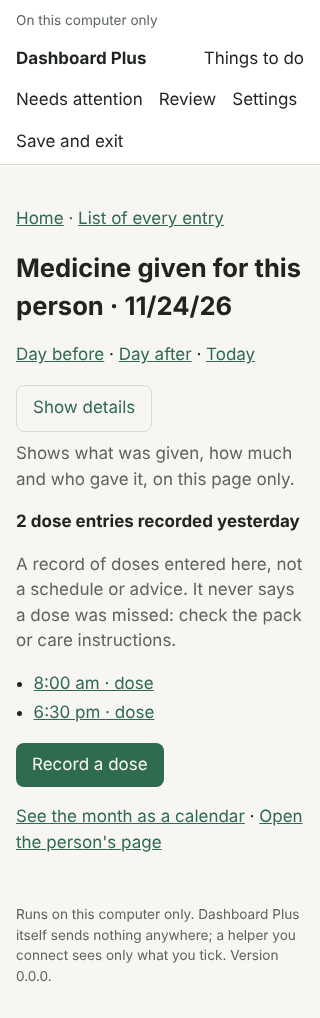 On this computer only
Dashboard Plus
Things to do
Needs attention
Review
Settings
Save and exit
Home · List of every entry
Medicine given for this
person · 11/24/26
Day before · Day after · Today
Show details
Shows what was given, how much
and who gave it, on this page only.
2 dose entries recorded yesterday
A record of doses entered here, not
a schedule or advice. It never says
a dose was missed: check the pack
or care instructions.
• 8:00 am · dose
• 6:30 pm · dose
Record a dose
See the month as a calendar · Open
the person's page
Runs on this computer only. Dashboard Plus
itself sends nothing anywhere; a helper you
connect sees only what you tick. Version
0.0.0.